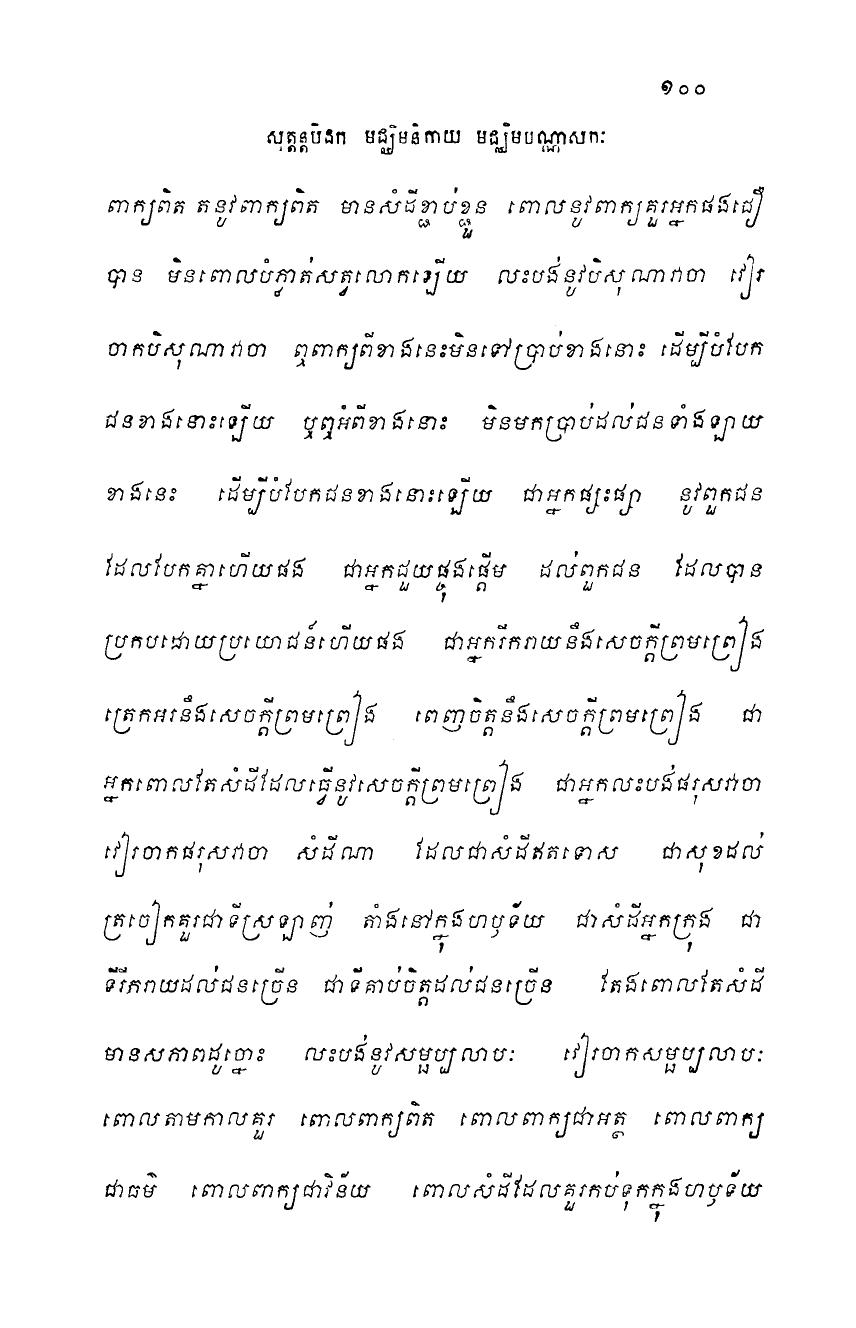 ១០០
សុត្តន្តបិដក មជ្ឈិមនិកាយ មជ្ឈិមបណ្ណាសកៈ
ពាក្យពិត តនូវពាក្យពិត មានសំដីខ្ជាប់ខ្ជួន ពោលនូវពាក្យគួរអ្នកផងជឿ
បាន មិនពោលបំភ្លាត់សត្វលោកឡើយ លះបង់នូវបិសុណាវាចា វៀរ
ចាកបិសុណាវាចា ឮពាក្យពីខាងនេះមិនទៅប្រាប់ខាងនោះ ដើម្បីបំបែក
ជនខាងនោះឡើយ ឬឮអំពីខាងនោះ មិនមកប្រាប់ដល់ជនទាំងឡាយ
ខាងនេះ ដើម្បីបំបែកជនខាងនោះឡើយ ជាអ្នកផ្សះផ្សា នូវពួកជន
ដែលបែកគ្នាហើយផង ជាអ្នកជួយផ្គុំផ្តើម ដល់ពួកជន ដែលបាន
ប្រកបដោយប្រយោជន៍ហើយផង ជាអ្នករីករាយនឹងសេចក្តីព្រមព្រៀង
ត្រេកអរនឹងសេចក្តីព្រមព្រៀង ពេញចិត្តនឹងសេចក្តីព្រមព្រៀង ជា
អ្នកពោលតែសំដីដែលធ្វើនូវសេចក្តីព្រមព្រៀង ជាអ្នកលះបង់ផរុសវាចា
វៀរចាកផរុសវាចា សំដីណា ដែលជាសំដីឥតទោស ជាសុខដល់
ត្រចៀកគួរជាទីស្រឡាញ់ តាំងនៅក្នុងហឫទ័យ ជាសំដីអ្នកក្រុង ជា
ទីរីករាយដល់ជនច្រើន ជាទីគាប់ចិត្តដល់ជនច្រើន តែងពោលតែសំដី
មានសភាពដូច្នោះ លះបង់នូវសម្ផប្បលាបៈ វៀរចាកសម្ផប្បលាបៈ
ពោលតាមកាលគួរ ពោលពាក្យពិត ពោលពាក្យជាអត្ថ ពោលពាក្យ
ជាធម៌ ពោលពាក្យជាវិន័យ ពោលសំដីដែលគួរកប់ទុកក្នុងហឫទ័យ